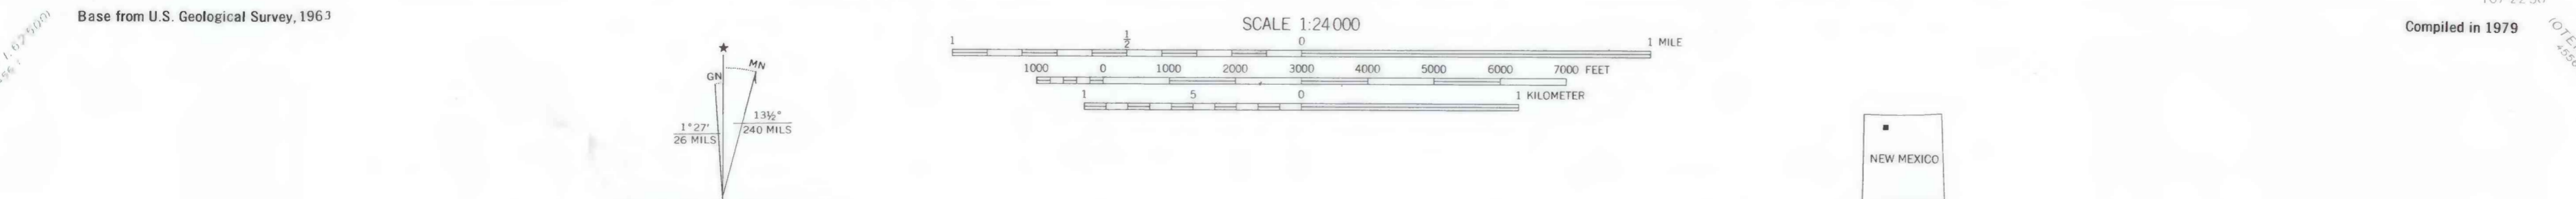 Base from U.S. Geological Survey, 1963
SCALE 1:24 000
Compiled in 1979
1 1/2 0 1 MILE
1000 0 1000 2000 3000 4000 5000 6000 7000 FEET
1 5 0 1 KILOMETER
GN MN
1°27'
26 MILS
13½°
240 MILS
NEW MEXICO